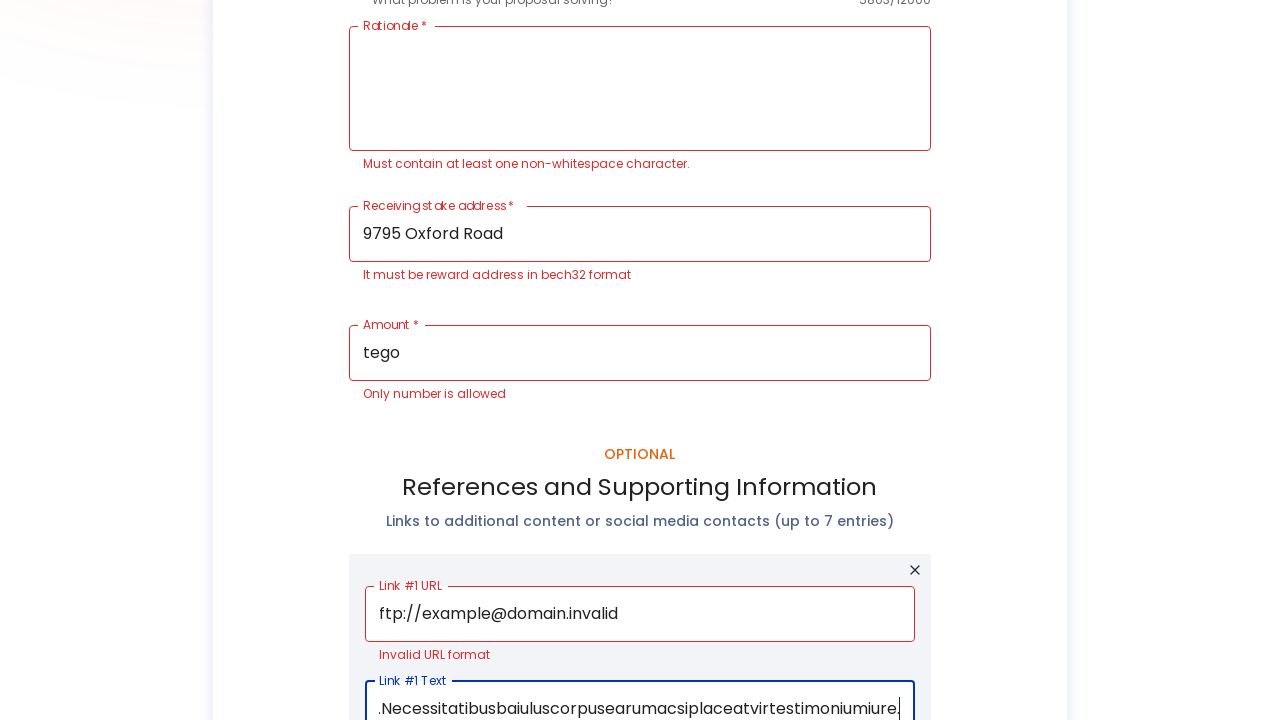 What problem is your proposal solving? 5803/12000
Rationale *
Must contain at least one non-whitespace character.
Receiving stake address *
9795 Oxford Road
It must be reward address in bech32 format
Amount *
tego
Only number is allowed
OPTIONAL
References and Supporting Information
Links to additional content or social media contacts (up to 7 entries)
Link #1 URL
ftp://example@domain.invalid
Invalid URL format
Link #1 Text
.Necessitatibusbaiuluscorpusearumacsiplaceatvirtestimoniumiure.